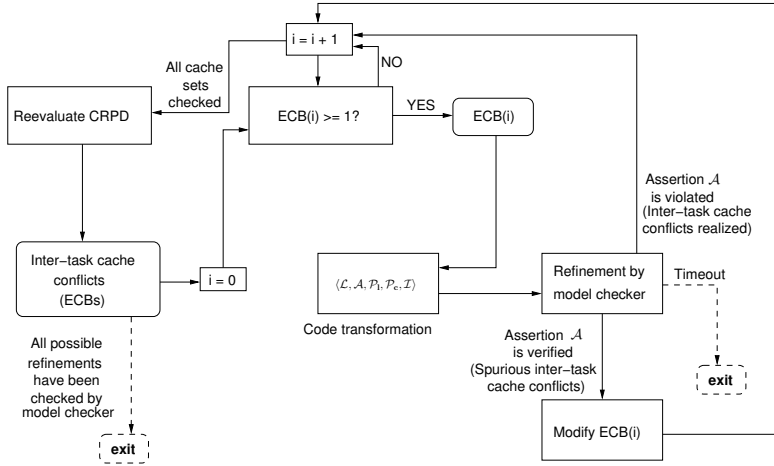 i = i + 1
NO
All cache
sets
checked
Reevaluate CRPD
ECB(i) >= 1?
YES
ECB(i)
Assertion 𝒜
is violated
(Inter−task cache
conflicts realized)
Inter−task cache
conflicts
(ECBs)
i = 0
⟨ℒ, 𝒜, 𝒫ₗ, 𝒫_c, ℐ⟩
Code transformation
Refinement by
model checker
Timeout
exit
All possible
refinements
have been
checked by
model checker
exit
Assertion 𝒜
is verified
(Spurious inter−task
cache conflicts)
Modify ECB(i)